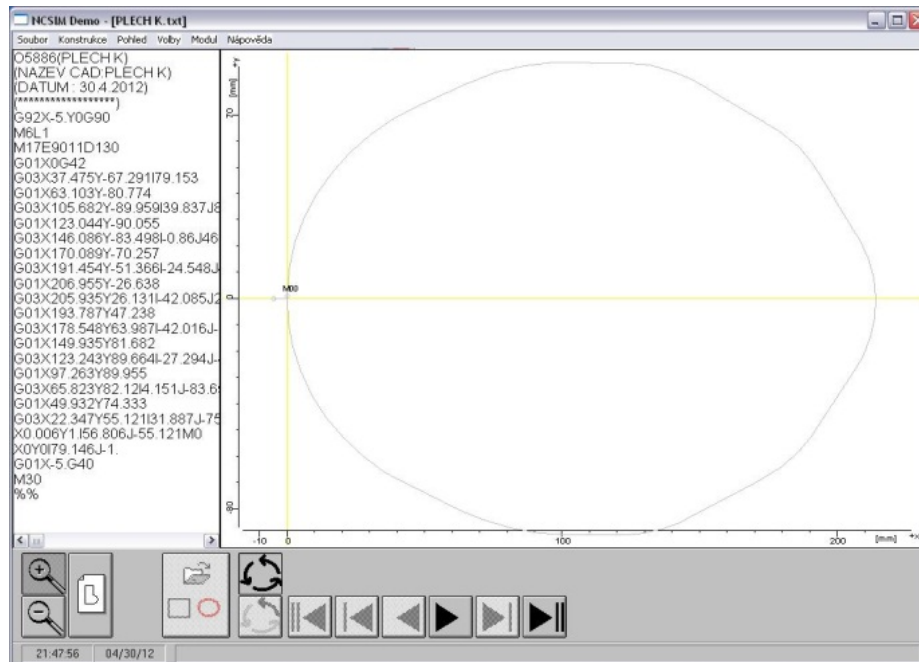 NCSIM Demo - [PLECH K.txt]
Soubor Konstrukce Pohled Volby Modul Nápověda
O5886(PLECH K)
(NAZEV CAD:PLECH K)
(DATUM : 30.4.2012)
(******************)
G92X-5.Y0G90
M6L1
M17E9011D130
G01X0G42
G03X37.475Y-67.291I79.153
G01X63.103Y-80.774
G03X105.682Y-89.959I39.837J8
G01X123.044Y-90.055
G03X146.086Y-83.498I-0.86J46
G01X170.089Y-70.257
G03X191.454Y-51.366I-24.548J
G01X206.955Y-26.638
G03X205.935Y26.131I-42.085J2
G01X193.787Y47.238
G03X178.548Y63.987I-42.016J-
G01X149.935Y81.682
G03X123.243Y89.664I-27.294J-
G01X97.263Y89.955
G03X65.823Y82.12I4.151J-83.6
G01X49.932Y74.333
G03X22.347Y55.121I31.887J-75
X0.006Y1.I56.806J-55.121M0
X0Y0I79.146J-1.
G01X-5.G40
M30
%%
+Y
[mm]
70
M00
0
-80
-10 0 100 200 [mm] +X
21:47:56 04/30/12